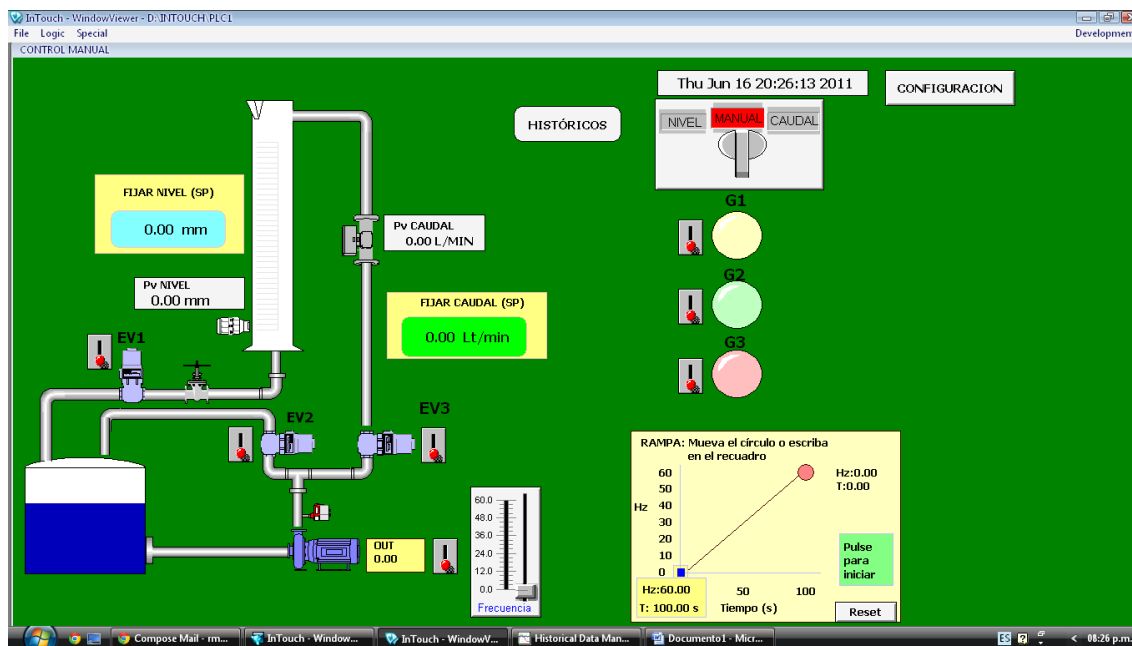 InTouch - WindowViewer - D:\INTOUCH\PLC1
File Logic Special
Development
CONTROL MANUAL
Thu Jun 16 20:26:13 2011
CONFIGURACION
HISTÓRICOS
NIVEL
MANUAL
CAUDAL
FIJAR NIVEL (SP)
0.00 mm
G1
Pv CAUDAL
0.00 L/MIN
G2
Pv NIVEL
0.00 mm
FIJAR CAUDAL (SP)
0.00 Lt/min
EV1
G3
EV2
EV3
RAMPA: Mueva el círculo o escriba
en el recuadro
60
50
Hz 40
30
20
10
0
Hz:0.00
T:0.00
Pulse
para
iniciar
Hz:60.00
T: 100.00 s
50
100
Tiempo (s)
Reset
60.0
48.0
36.0
24.0
12.0
0.0
Frecuencia
OUT
0.00
Compose Mail - rm...
InTouch - Window...
InTouch - WindowV...
Historical Data Man...
Documento1 - Micr...
ES
08:26 p.m.